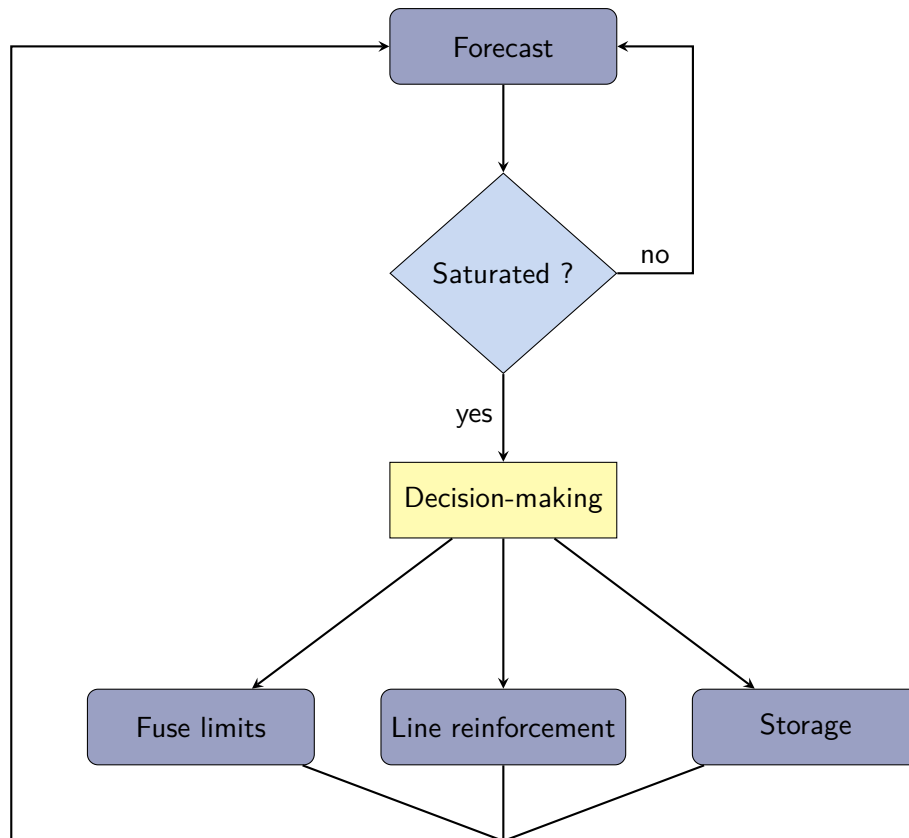 Forecast
Saturated ?
no
yes
Decision-making
Fuse limits
Line reinforcement
Storage